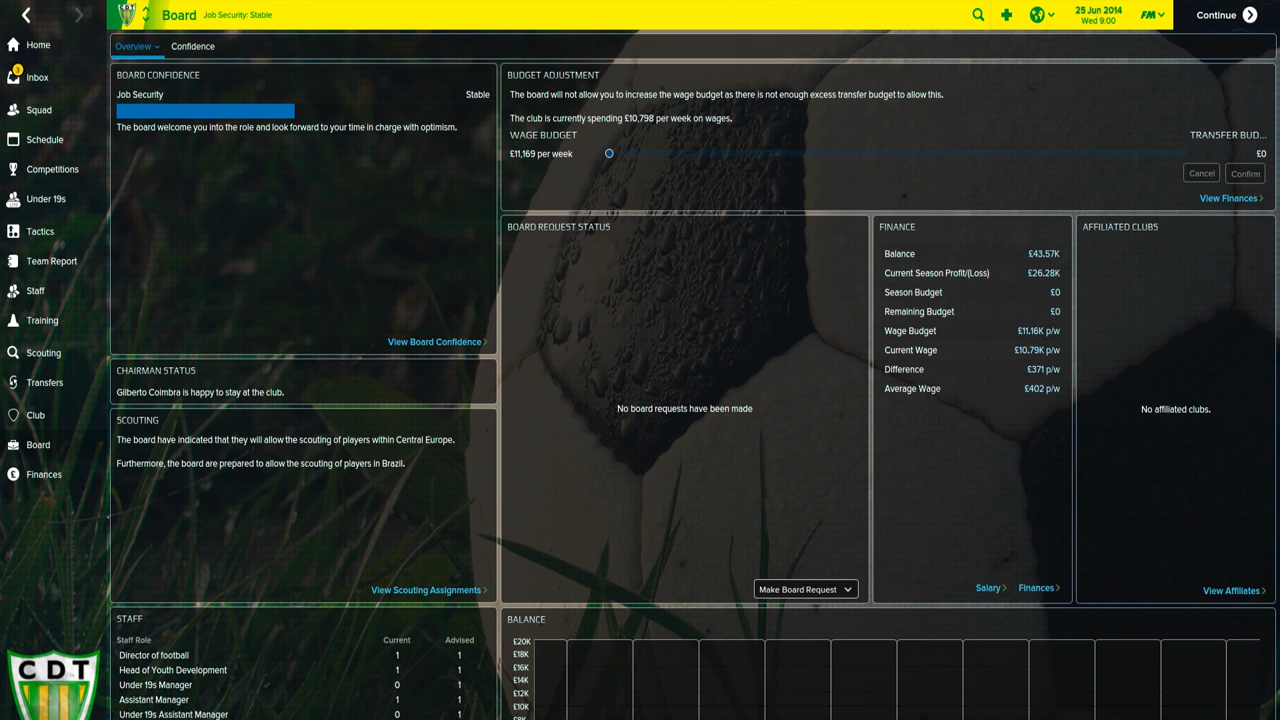 Board
Job Security: Stable
25 Jun 2014
Wed 9:00
FM
Continue
Home
3
Inbox
Squad
Schedule
Competitions
Under 19s
Tactics
Team Report
Staff
Training
Scouting
Transfers
Club
Board
Finances
CDT
Overview
Confidence
BOARD CONFIDENCE
Job Security Stable
The board welcome you into the role and look forward to your time in charge with optimism.
View Board Confidence
CHAIRMAN STATUS
Gilberto Coimbra is happy to stay at the club.
SCOUTING
The board have indicated that they will allow the scouting of players within Central Europe.
Furthermore, the board are prepared to allow the scouting of players in Brazil.
View Scouting Assignments
STAFF
Staff Role Current Advised
Director of football 1 1
Head of Youth Development 1 1
Under 19s Manager 0 1
Assistant Manager 1 1
Under 19s Assistant Manager 0 1
BUDGET ADJUSTMENT
The board will not allow you to increase the wage budget as there is not enough excess transfer budget to allow this.
The club is currently spending £10,798 per week on wages.
WAGE BUDGET TRANSFER BUD...
£11,169 per week £0
Cancel Confirm
View Finances
BOARD REQUEST STATUS
No board requests have been made
Make Board Request
FINANCE
Balance £43.57K
Current Season Profit/(Loss) £26.28K
Season Budget £0
Remaining Budget £0
Wage Budget £11.16K p/w
Current Wage £10.79K p/w
Difference £371 p/w
Average Wage £402 p/w
Salary Finances
AFFILIATED CLUBS
No affiliated clubs.
View Affiliates
BALANCE
£20K
£18K
£16K
£14K
£12K
£10K
£8K